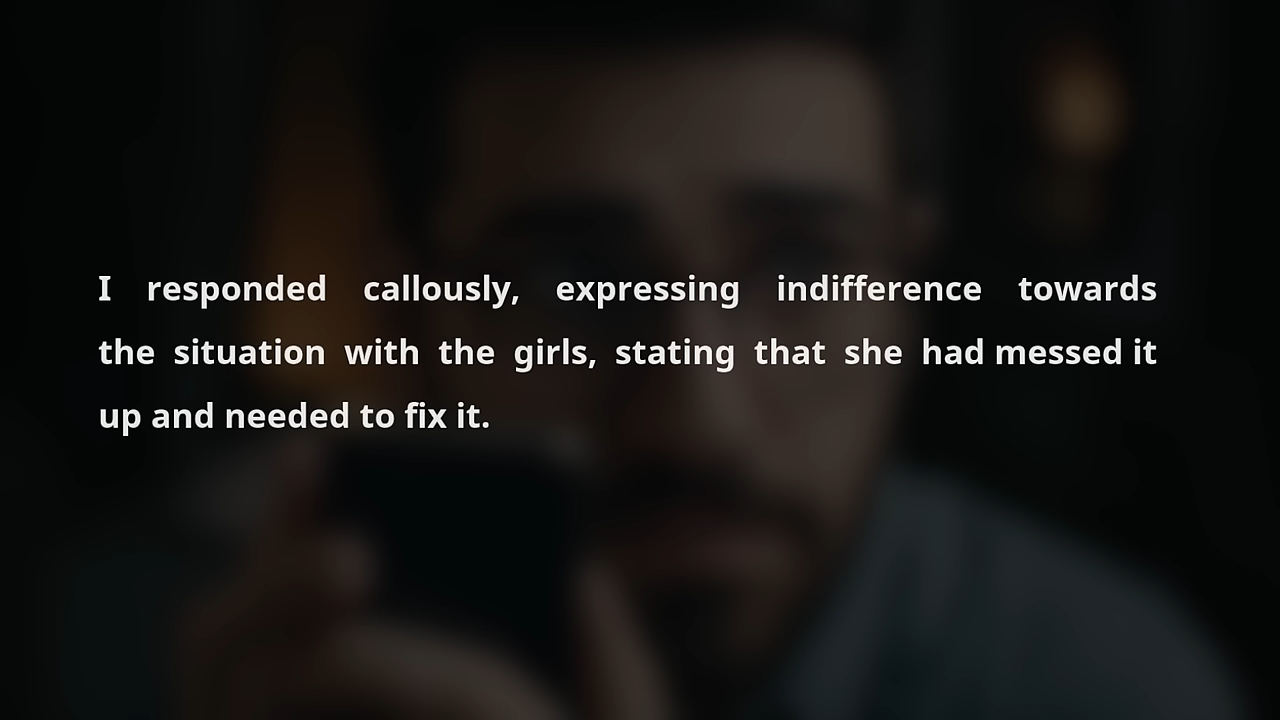 I responded callously, expressing indifference towards
the situation with the girls, stating that she had messed it
up and needed to fix it.